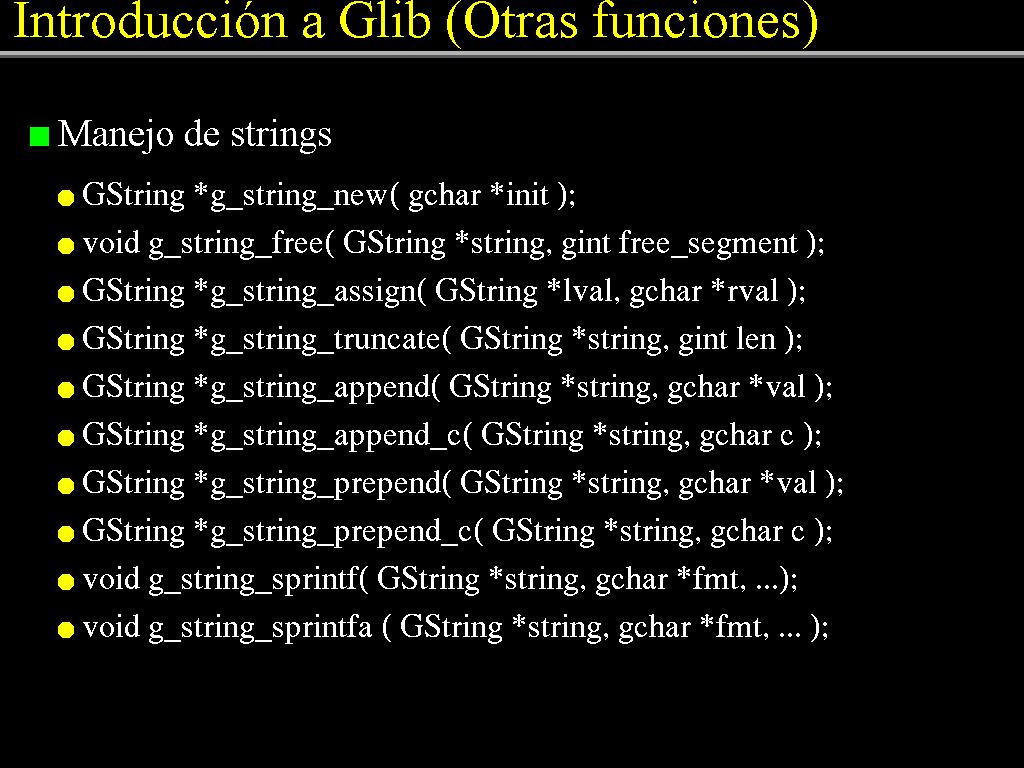 Introducción a Glib (Otras funciones)
Manejo de strings
GString *g_string_new( gchar *init );
void g_string_free( GString *string, gint free_segment );
GString *g_string_assign( GString *lval, gchar *rval );
GString *g_string_truncate( GString *string, gint len );
GString *g_string_append( GString *string, gchar *val );
GString *g_string_append_c( GString *string, gchar c );
GString *g_string_prepend( GString *string, gchar *val );
GString *g_string_prepend_c( GString *string, gchar c );
void g_string_sprintf( GString *string, gchar *fmt, ...);
void g_string_sprintfa ( GString *string, gchar *fmt, ... );